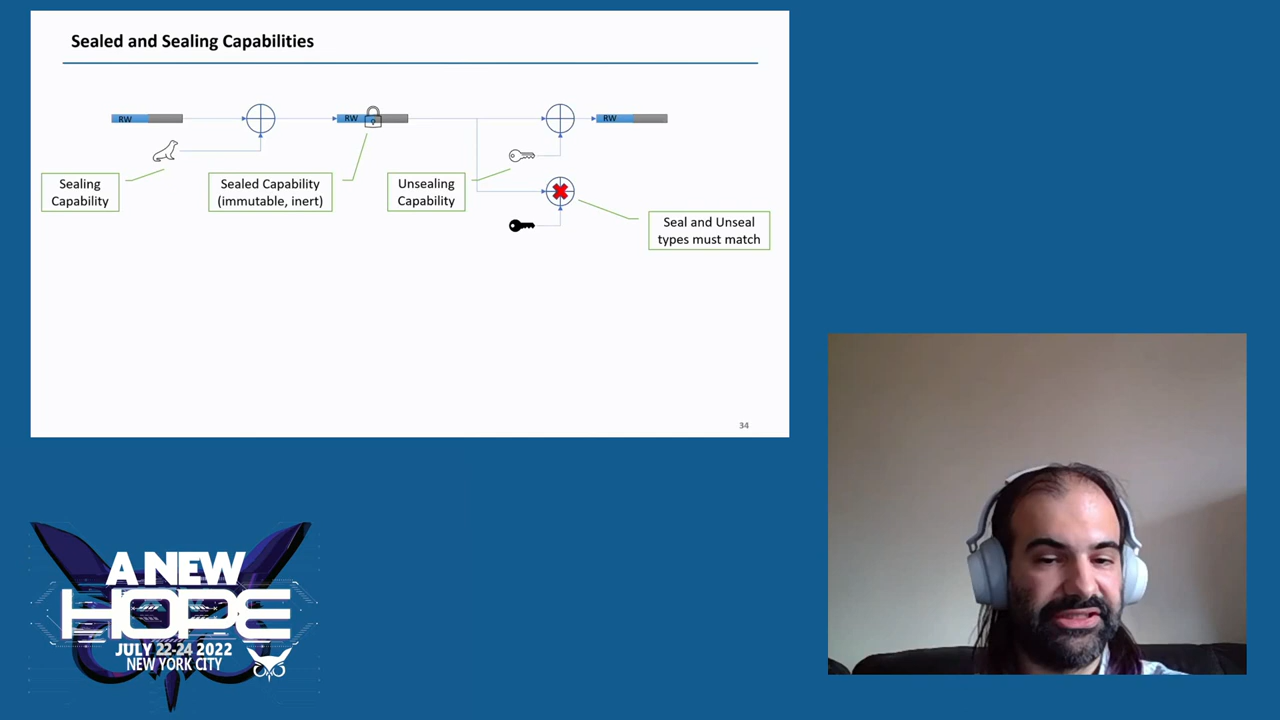 Sealed and Sealing Capabilities
RW
RW
RW
Sealing
Capability
Sealed Capability
(immutable, inert)
Unsealing
Capability
Seal and Unseal
types must match
34
A NEW
HOPE
JULY 22-24 2022
NEW YORK CITY